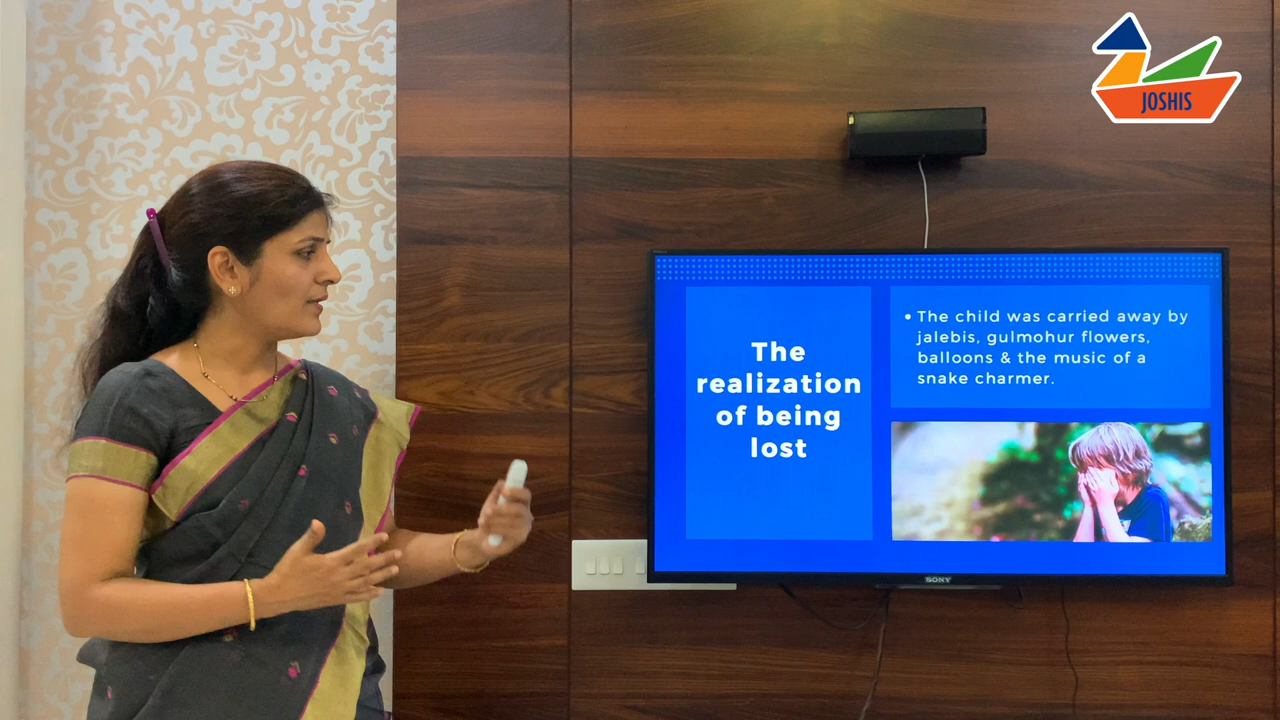 JOSHIS
The
realization
of being
lost
• The child was carried away by
jalebis, gulmohur flowers,
balloons & the music of a
snake charmer.
SONY